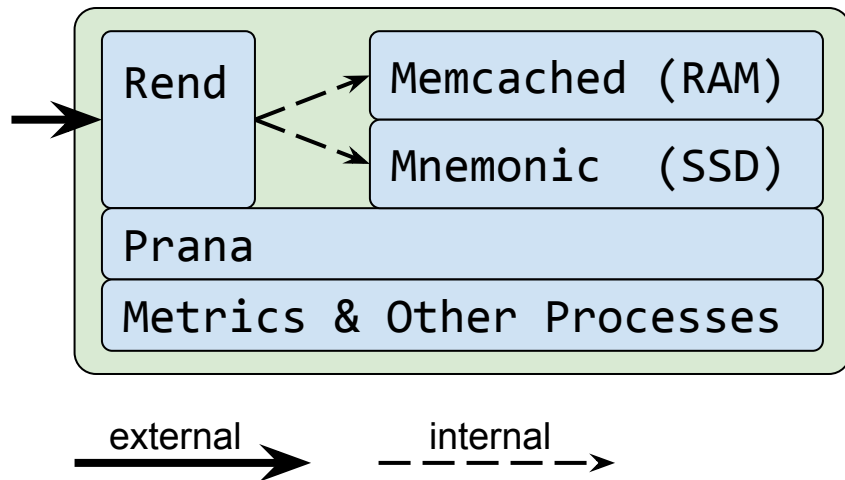 Rend
Memcached (RAM)
Mnemonic (SSD)
Prana
Metrics & Other Processes
external
internal